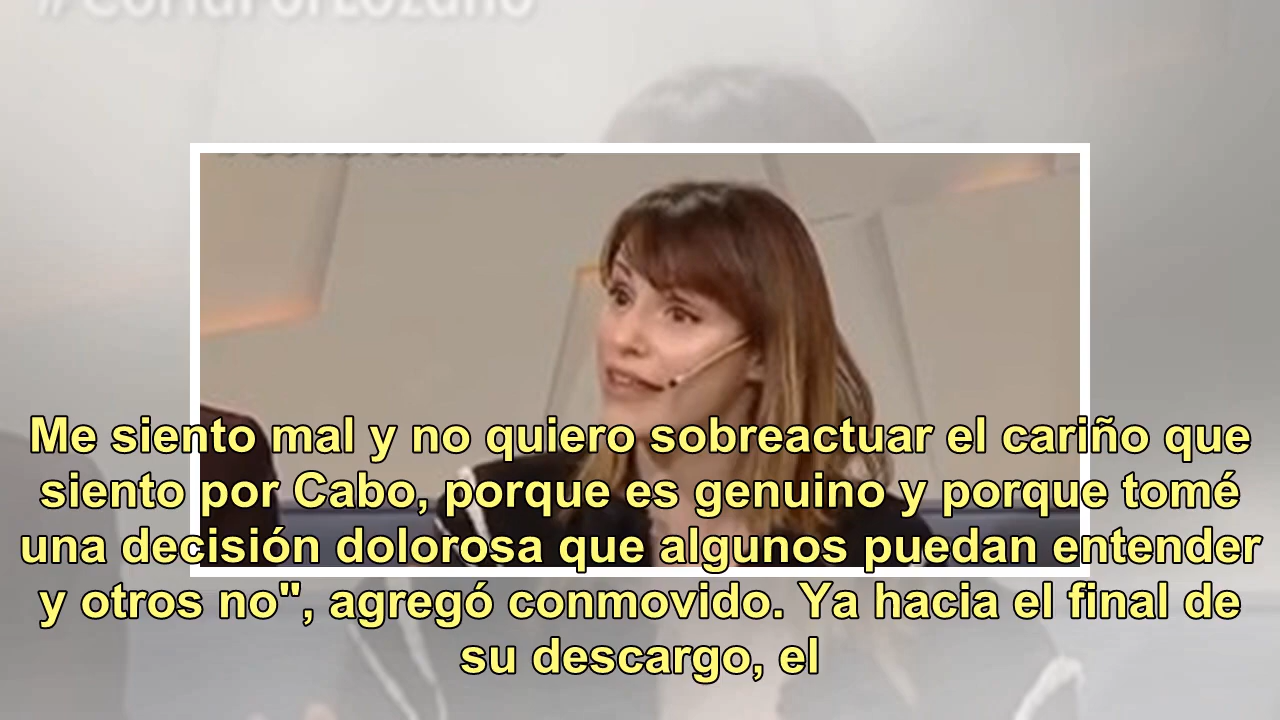 #CortaPorLozano
Me siento mal y no quiero sobreactuar el cariño que
siento por Cabo, porque es genuino y porque tomé
una decisión dolorosa que algunos puedan entender
y otros no", agregó conmovido. Ya hacia el final de
su descargo, el